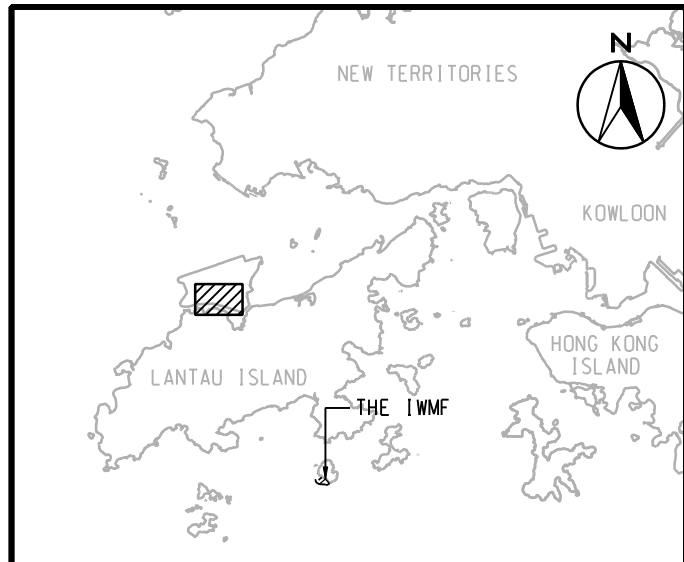 N
NEW TERRITORIES
KOWLOON
HONG KONG
ISLAND
LANTAU ISLAND
THE IWMF